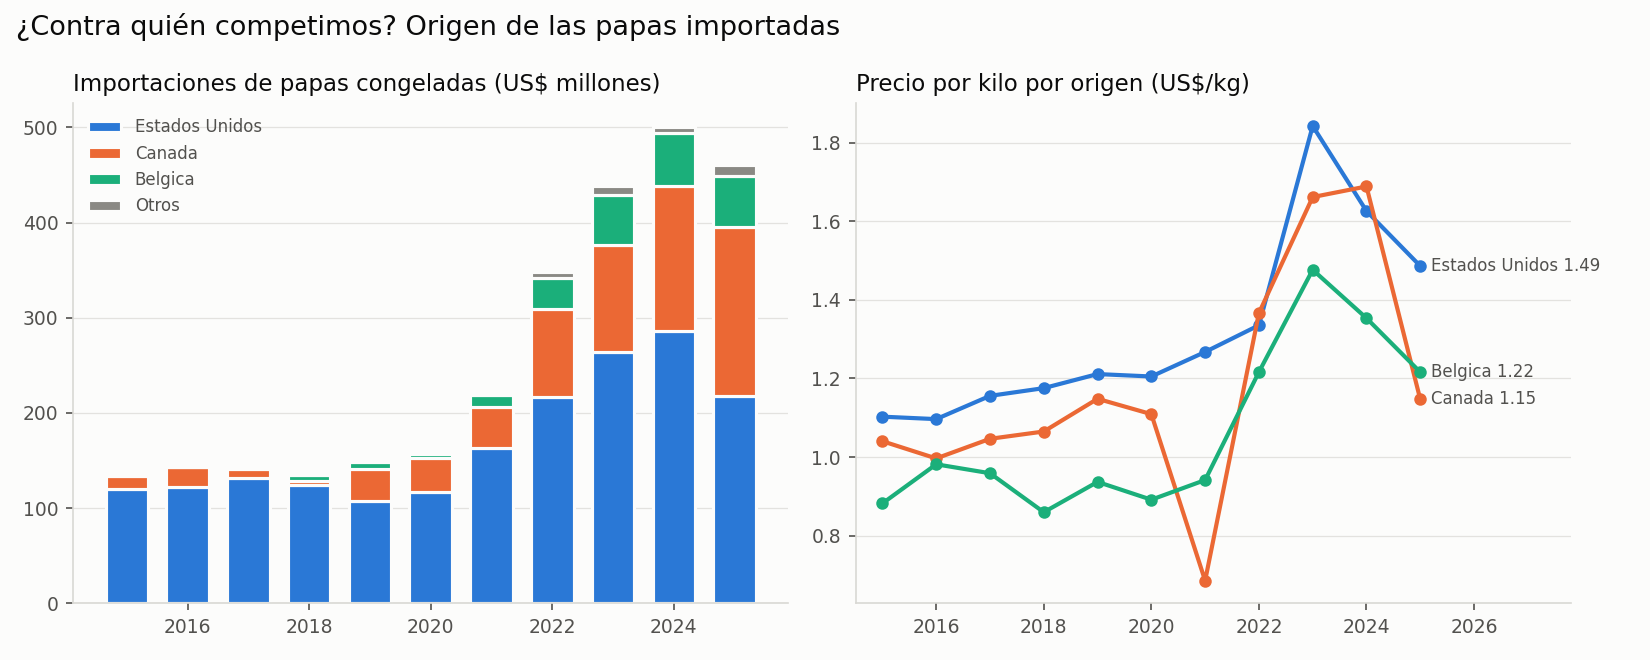 ¿Contra quién competimos? Origen de las papas importadas
Importaciones de papas congeladas (US$ millones)
500
400
300
200
100
0
Estados Unidos
Canada
Belgica
Otros
2016
2018
2020
2022
2024
Precio por kilo por origen (US$/kg)
1.8
1.6
1.4
1.2
1.0
0.8
Estados Unidos 1.49
Belgica 1.22
Canada 1.15
2016
2018
2020
2022
2024
2026